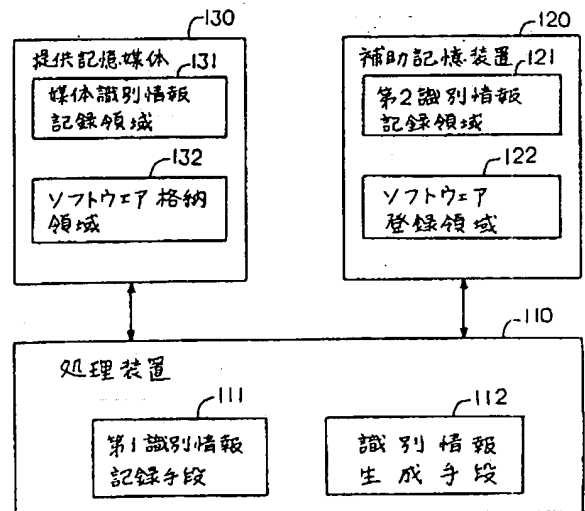 130
提供記憶媒体
131
媒体識別情報
記録領域
132
ソフトウェア格納
領域
120
補助記憶装置
121
第2識別情報
記録領域
122
ソフトウェア
登録領域
110
処理装置
111
第1識別情報
記録手段
112
識別情報
生成手段